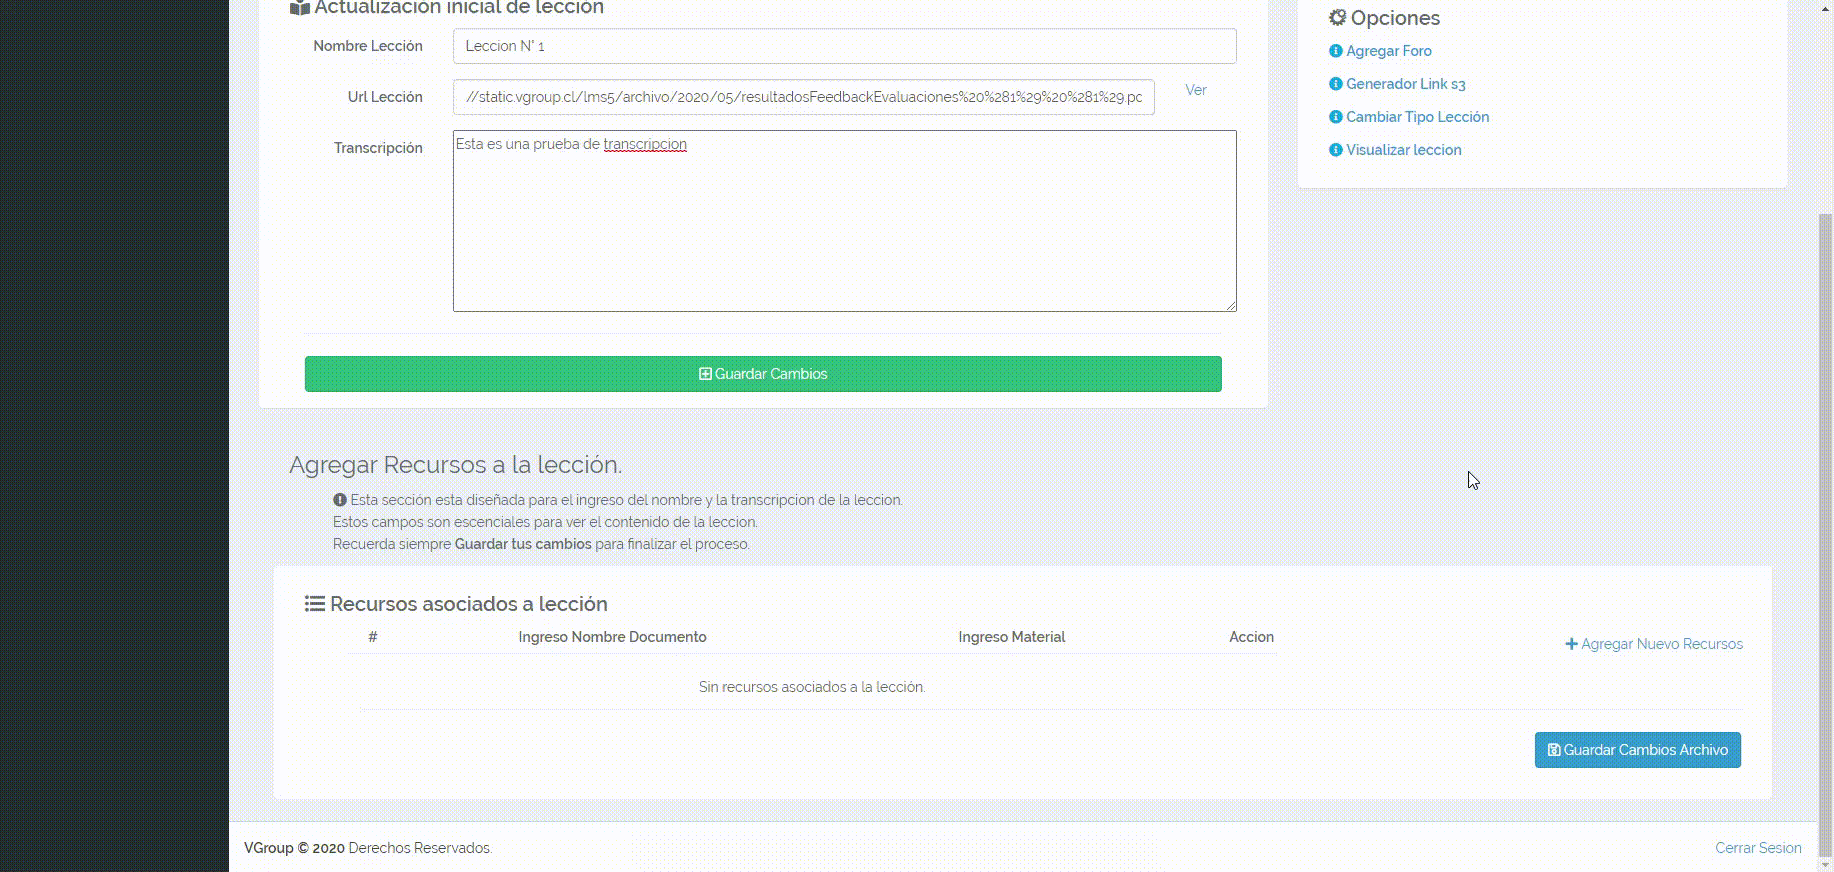 Actualización inicial de lección
Nombre Lección
Leccion N° 1
Url Lección
//static.vgroup.cl/lms5/archivo/2020/05/resultadosFeedbackEvaluaciones%20%281%29%20%281%29.pc
Ver
Transcripción
Esta es una prueba de transcripcion
Guardar Cambios
Opciones
Agregar Foro
Generador Link s3
Cambiar Tipo Lección
Visualizar leccion
Agregar Recursos a la lección.
Esta sección esta diseñada para el ingreso del nombre y la transcripcion de la leccion.
Estos campos son escenciales para ver el contenido de la leccion.
Recuerda siempre Guardar tus cambios para finalizar el proceso.
Recursos asociados a lección
# Ingreso Nombre Documento Ingreso Material Accion
+ Agregar Nuevo Recursos
Sin recursos asociados a la lección.
Guardar Cambios Archivo
VGroup © 2020 Derechos Reservados.
Cerrar Sesion